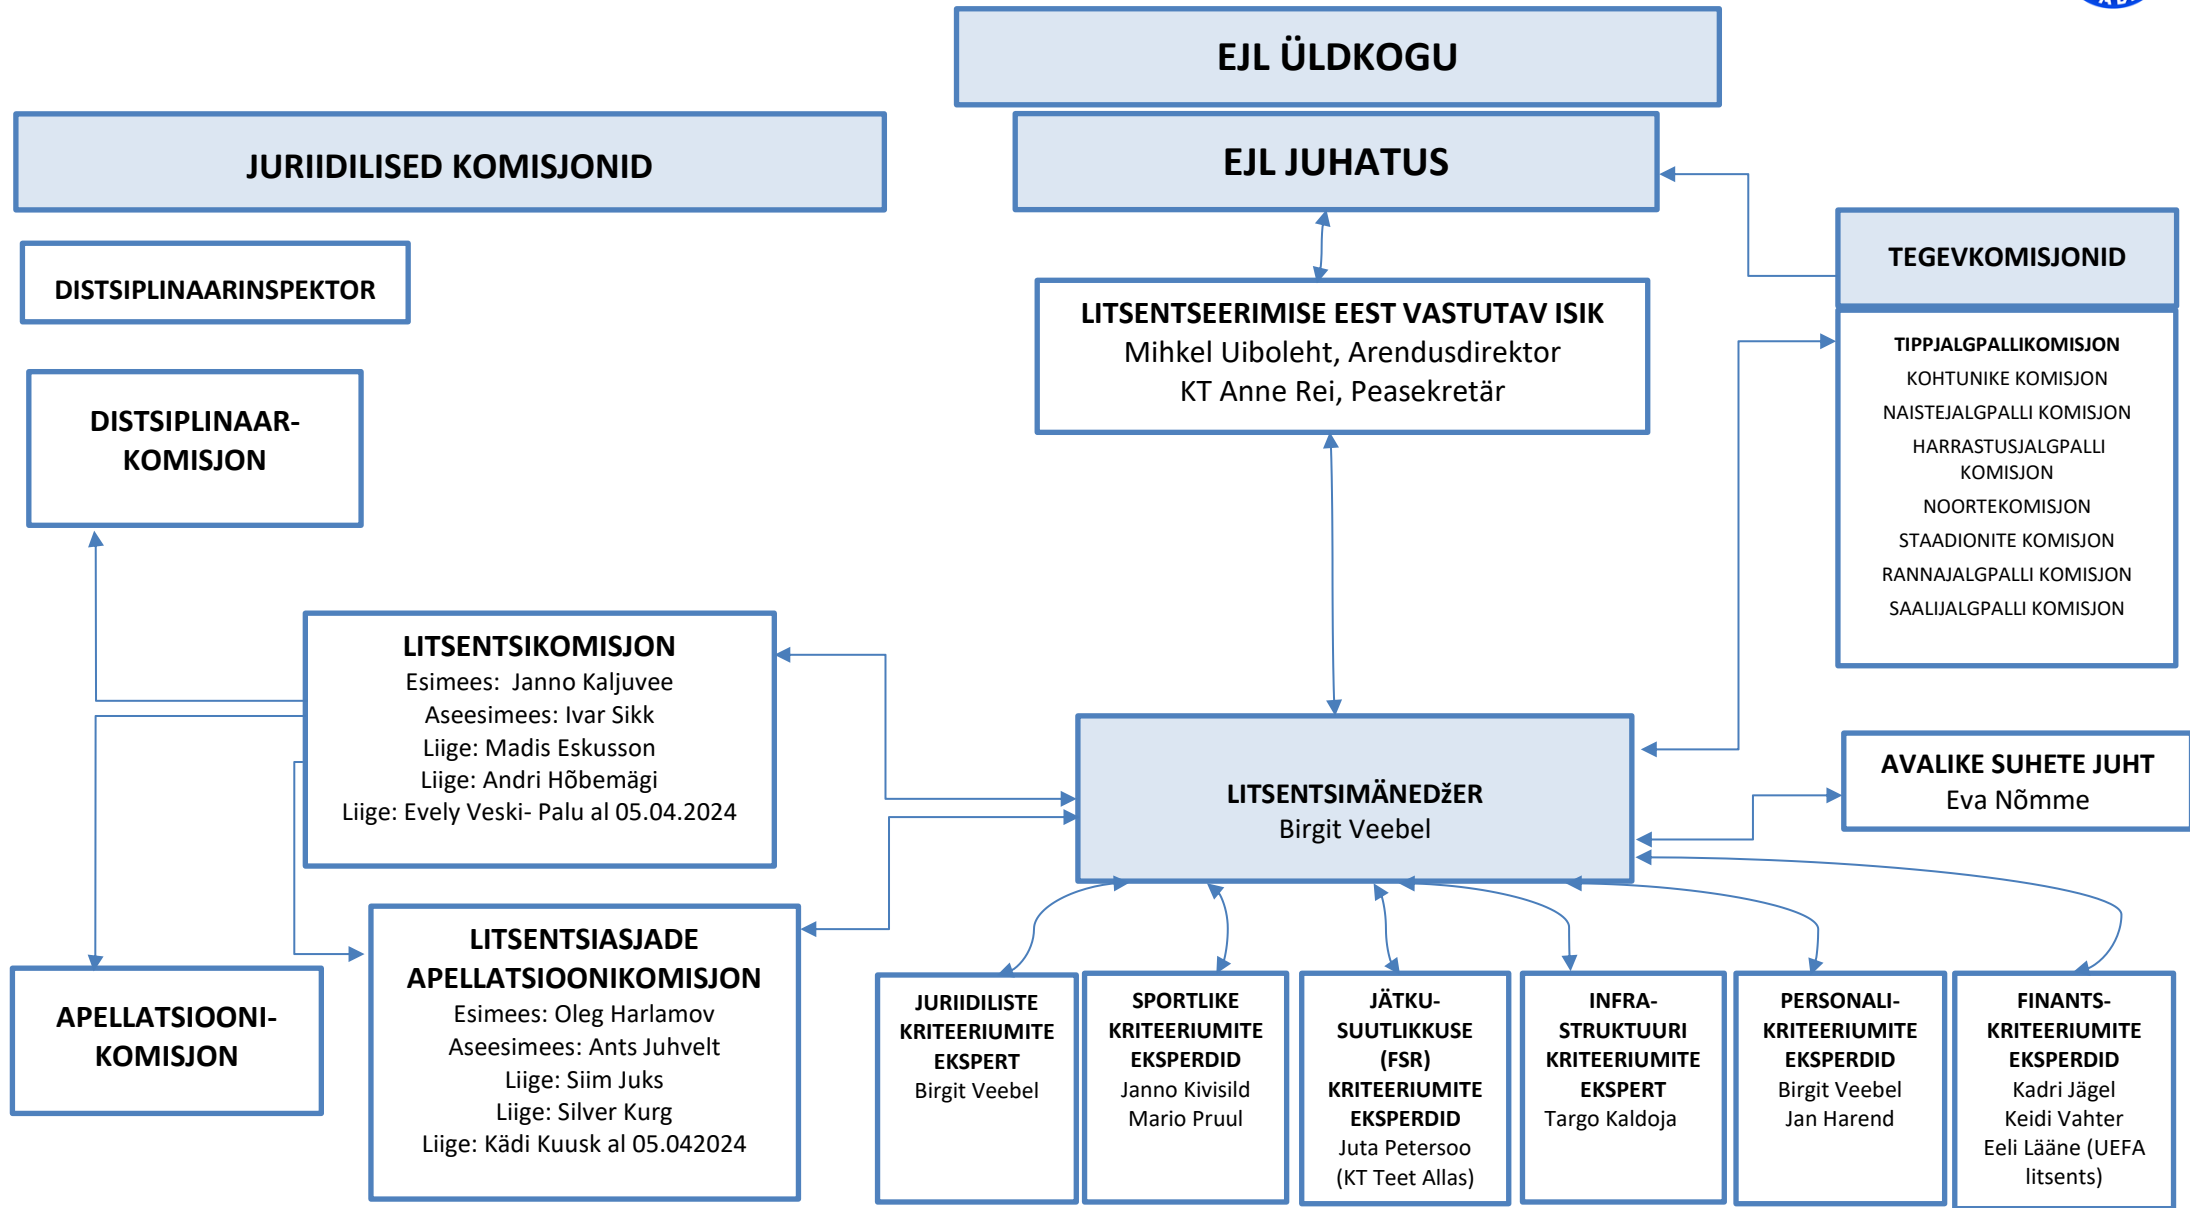 EJL ÜLDKOGU
JURIIDILISED KOMISJONID
EJL JUHATUS
DISTSIPLINAARINSPEKTOR
TEGEVKOMISJONID
LITSENTSEERIMISE EEST VASTUTAV ISIK
Mihkel Uiboleht, Arendusdirektor
KT Anne Rei, Peasekretär
TIPPJALGPALLIKOMISJON
KOHTUNIKE KOMISJON
NAISTEJALGPALLI KOMISJON
HARRASTUSJALGPALLI
KOMISJON
NOORTEKOMISJON
STAADIONITE KOMISJON
RANNAJALGPALLI KOMISJON
SAALIJALGPALLI KOMISJON
DISTSIPLINAAR-
KOMISJON
LITSENTSIKOMISJON
Esimees:  Janno Kaljuvee
Aseesimees: Ivar Sikk
Liige: Madis Eskusson
Liige: Andri Hõbemägi
Liige: Evely Veski- Palu al 05.04.2024
LITSENTSIMÄNEDžER
Birgit Veebel
AVALIKE SUHETE JUHT
Eva Nõmme
APELLATSIOONI-
KOMISJON
LITSENTSIASJADE
APELLATSIOONIKOMISJON
Esimees: Oleg Harlamov
Aseesimees: Ants Juhvelt
Liige: Siim Juks
Liige: Silver Kurg
Liige: Kädi Kuusk al 05.042024
JURIIDILISTE
KRITEERIUMITE
EKSPERT
Birgit Veebel
SPORTLIKE
KRITEERIUMITE
EKSPERDID
Janno Kivisild
Mario Pruul
JÄTKU-
SUUTLIKKUSE
(FSR)
KRITEERIUMITE
EKSPERDID
Juta Petersoo
(KT Teet Allas)
INFRA-
STRUKTUURI
KRITEERIUMITE
EKSPERT
Targo Kaldoja
PERSONALI-
KRITEERIUMITE
EKSPERDID
Birgit Veebel
Jan Harend
FINANTS-
KRITEERIUMITE
EKSPERDID
Kadri Jägel
Keidi Vahter
Eeli Lääne (UEFA
litsents)